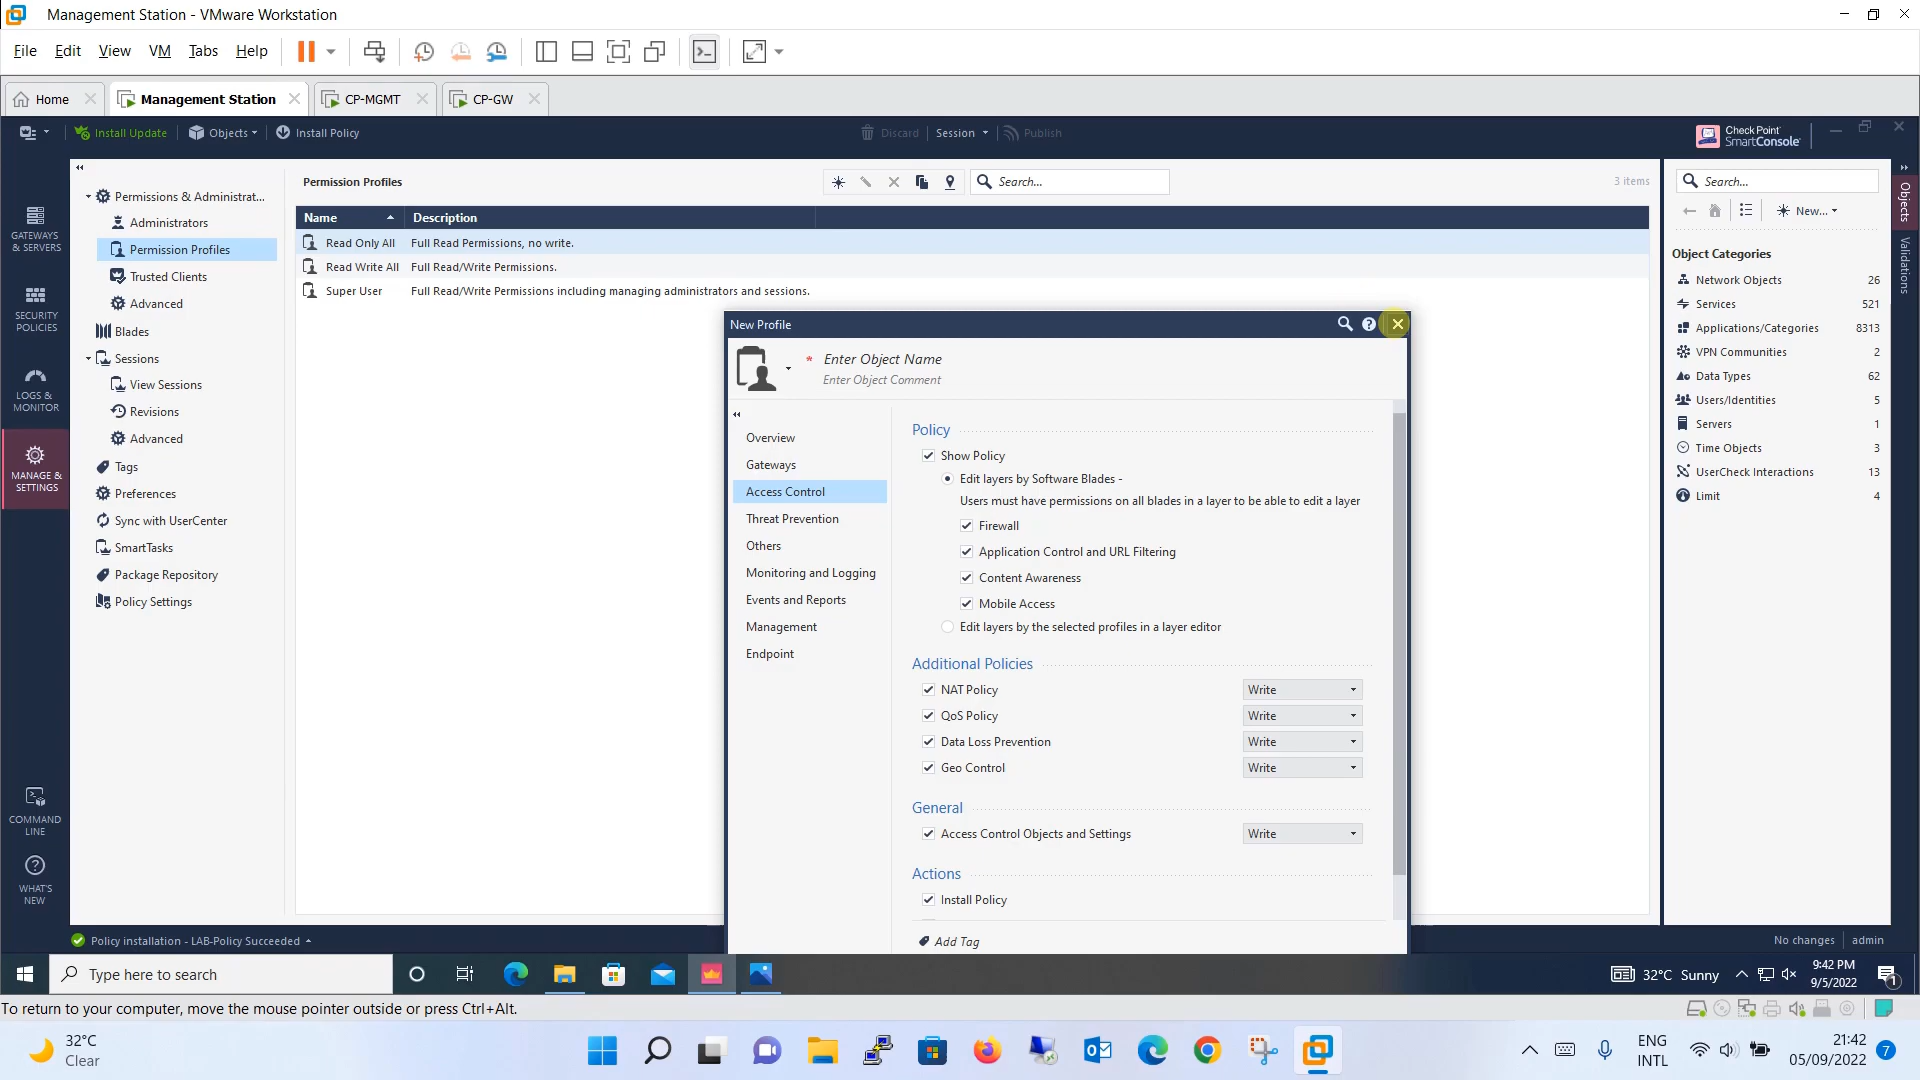 Management Station - VMware Workstation
File Edit View VM Tabs Help
Home Management Station CP-MGMT CP-GW
Install Update Objects Install Policy Discard Session Publish Check Point SmartConsole
GATEWAYS & SERVERS
SECURITY POLICIES
LOGS & MONITOR
MANAGE & SETTINGS
COMMAND LINE
WHAT'S NEW
Permissions & Administrat...
Administrators
Permission Profiles
Trusted Clients
Advanced
Blades
Sessions
View Sessions
Revisions
Advanced
Tags
Preferences
Sync with UserCenter
SmartTasks
Package Repository
Policy Settings
Permission Profiles Search... 3 items
Name Description
Read Only All Full Read Permissions, no write.
Read Write All Full Read/Write Permissions.
Super User Full Read/Write Permissions including managing administrators and sessions.
New Profile
* Enter Object Name
Enter Object Comment
Overview
Gateways
Access Control
Threat Prevention
Others
Monitoring and Logging
Events and Reports
Management
Endpoint
Policy
Show Policy
Edit layers by Software Blades -
Users must have permissions on all blades in a layer to be able to edit a layer
Firewall
Application Control and URL Filtering
Content Awareness
Mobile Access
Edit layers by the selected profiles in a layer editor
Additional Policies
NAT Policy Write
QoS Policy Write
Data Loss Prevention Write
Geo Control Write
General
Access Control Objects and Settings Write
Actions
Install Policy
Add Tag
Search...
New...
Object Categories
Network Objects 26
Services 521
Applications/Categories 8313
VPN Communities 2
Data Types 62
Users/Identities 5
Servers 1
Time Objects 3
UserCheck Interactions 13
Limit 4
Objects
Validations
Policy installation - LAB-Policy Succeeded No changes admin
Type here to search 32°C Sunny 9:42 PM
9/5/2022 1
To return to your computer, move the mouse pointer outside or press Ctrl+Alt.
32°C
Clear
ENG
INTL
21:42
05/09/2022 7